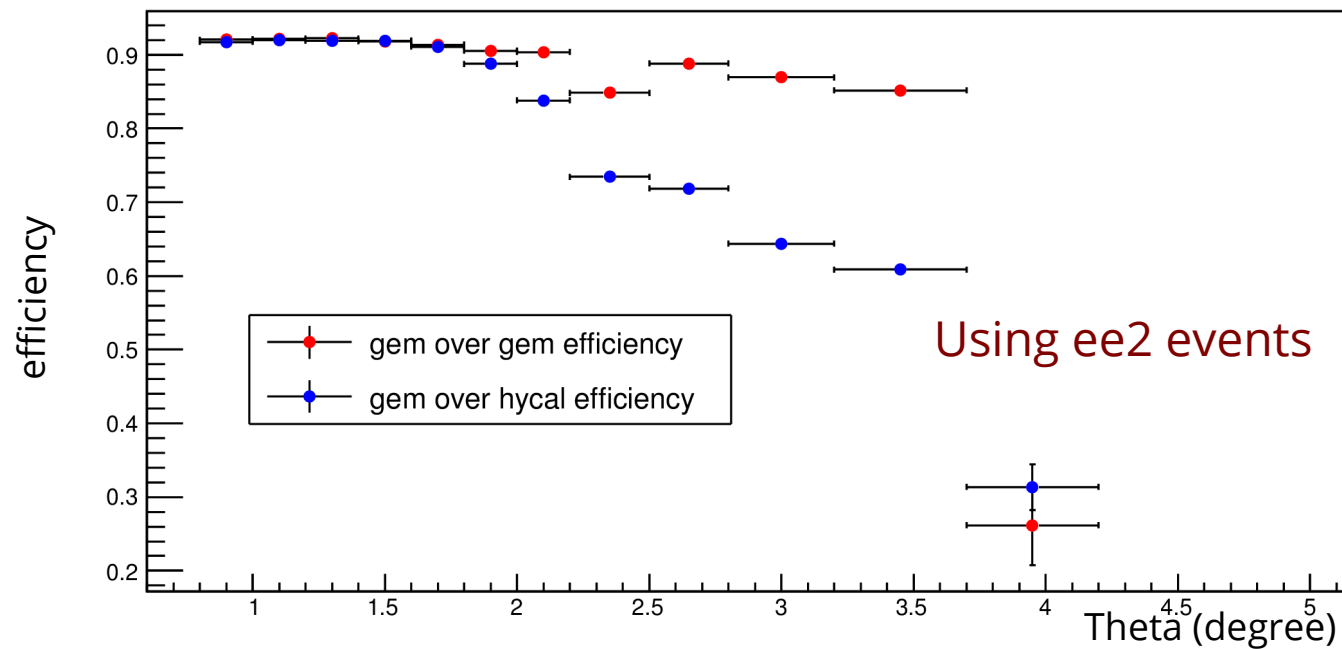 0.9
0.8
0.7
0.6
0.5
0.4
0.3
0.2
efficiency
gem over gem efficiency
gem over hycal efficiency
Using ee2 events
1 1.5 2 2.5 3 3.5 4 4.5 5
Theta (degree)